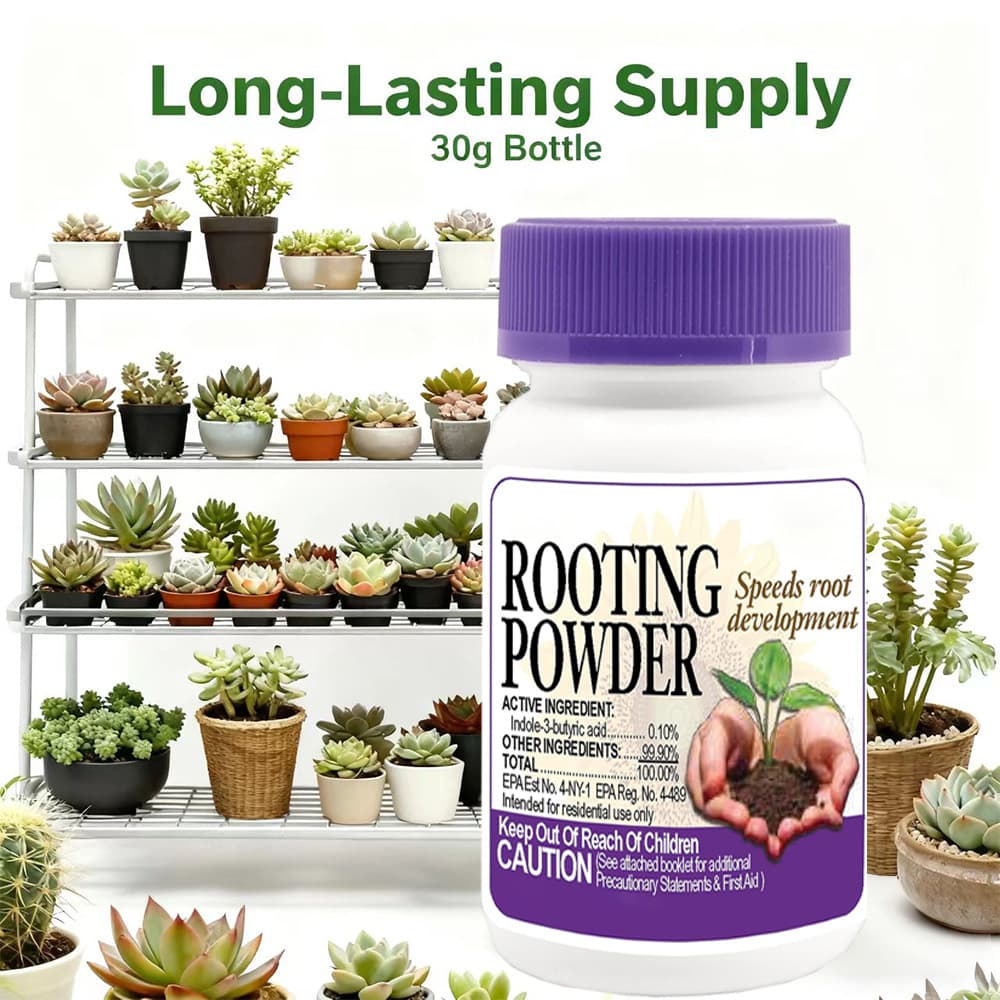 Long-Lasting Supply
30g Bottle
ROOTING
POWDER
Speeds root
development
ACTIVE INGREDIENT:
Indole-3-butyric acid............ 0.10%
OTHER INGREDIENTS: ...... 99.90%
TOTAL..............................100.00%
EPA Est No. 4-NY-1 EPA Reg. No. 4-489
Intended for residential use only
Keep Out Of Reach Of Children
CAUTION (See attached booklet for additional
Precautionary Statements & First Aid )